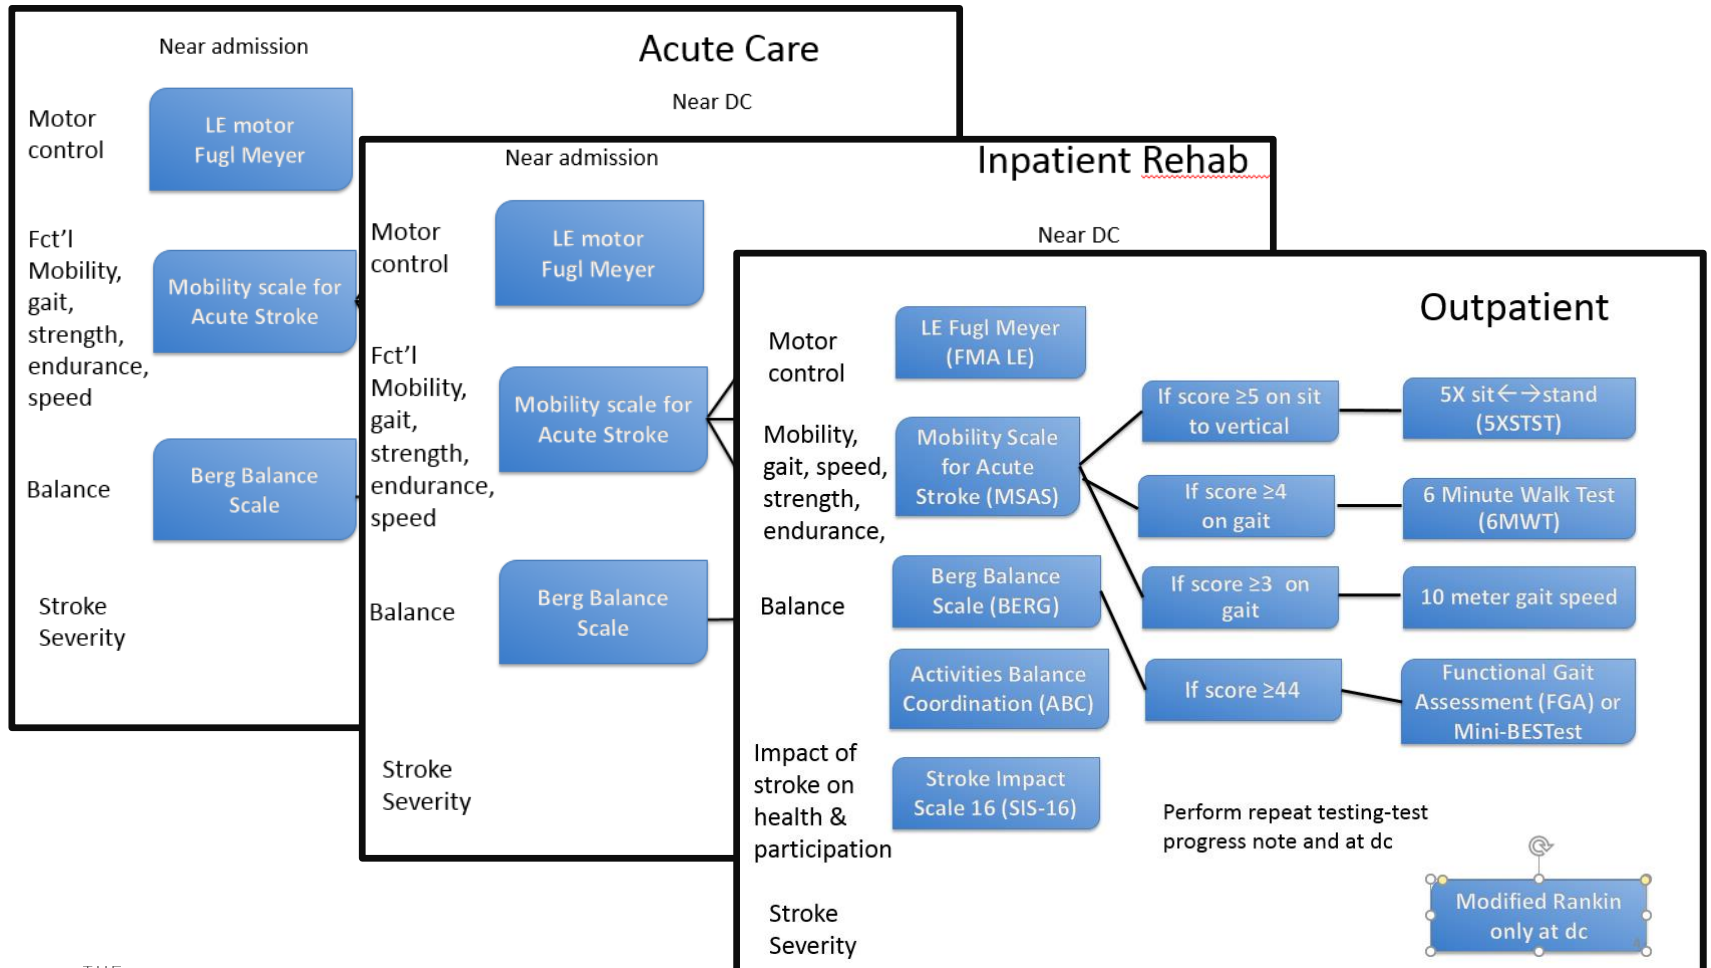 Acute Care
Near admission
Near DC
Motor
control
LE motor
Fugl Meyer
Fct'l
Mobility,
gait,
strength,
endurance,
speed
Mobility scale for
Acute Stroke
Balance
Berg Balance
Scale
Stroke
Severity
Inpatient Rehab
Near admission
Near DC
Motor
control
LE motor
Fugl Meyer
Fct'l
Mobility,
gait,
strength,
endurance,
speed
Mobility scale for
Acute Stroke
Balance
Berg Balance
Scale
Stroke
Severity
Outpatient
Motor
control
LE Fugl Meyer
(FMA LE)
Mobility,
gait, speed,
strength,
endurance,
Mobility Scale
for Acute
Stroke (MSAS)
If score ≥5 on sit
to vertical
5X sit←→stand
(5XSTST)
If score ≥4
on gait
6 Minute Walk Test
(6MWT)
If score ≥3 on
gait
10 meter gait speed
Balance
Berg Balance
Scale (BERG)
If score ≥44
Functional Gait
Assessment (FGA) or
Mini-BESTest
Activities Balance
Coordination (ABC)
Impact of
stroke on
health &
participation
Stroke Impact
Scale 16 (SIS-16)
Perform repeat testing-test
progress note and at dc
Stroke
Severity
Modified Rankin
only at dc